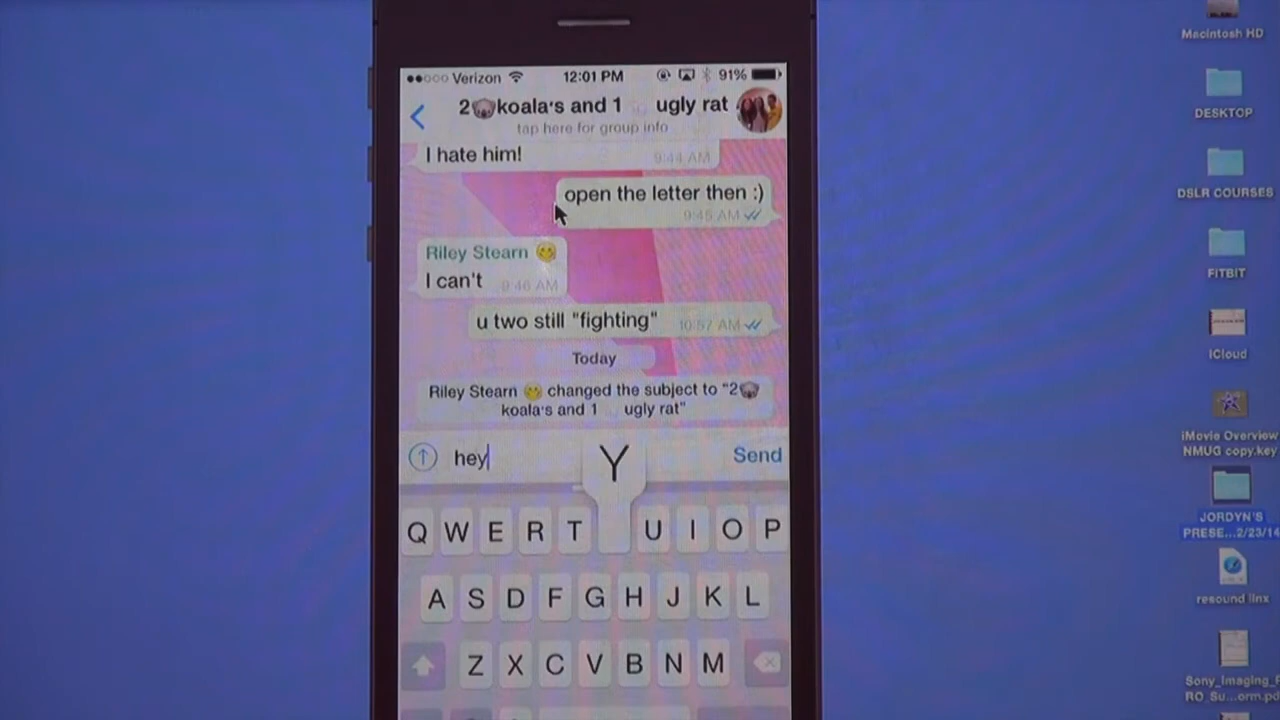 Verizon 12:01 PM 91%
2🐨koala's and 1 ugly rat
tap here for group info
I hate him! 9:44 AM
open the letter then :)
9:45 AM
Riley Stearn
I can't 9:46 AM
u two still "fighting" 10:57 AM
Today
Riley Stearn changed the subject to "2🐨
koala's and 1 ugly rat"
hey Y Send
Q W E R T U I O P
A S D F G H J K L
Z X C V B N M
Macintosh HD
DESKTOP
DSLR COURSES
FITBIT
iCloud
iMovie Overview
NMUG copy.key
JORDYN'S
PRESE...2/23/14
resound linx
Sony_Imaging_P
RO_Su...orm.pd